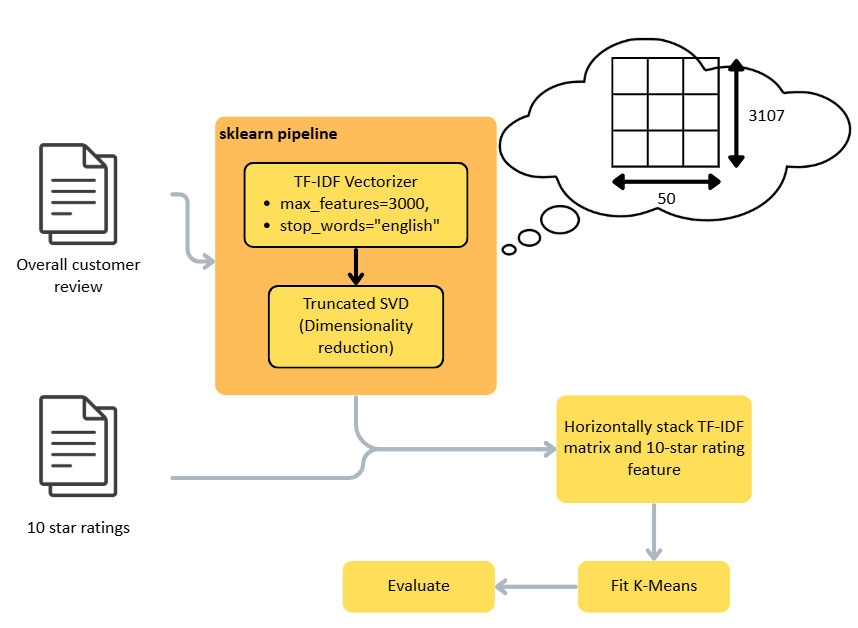 sklearn pipeline
TF-IDF Vectorizer
• max_features=3000,
• stop_words="english"
Truncated SVD
(Dimensionality
reduction)
3107
50
Overall customer
review
10 star ratings
Horizontally stack TF-IDF
matrix and 10-star rating
feature
Fit K-Means
Evaluate